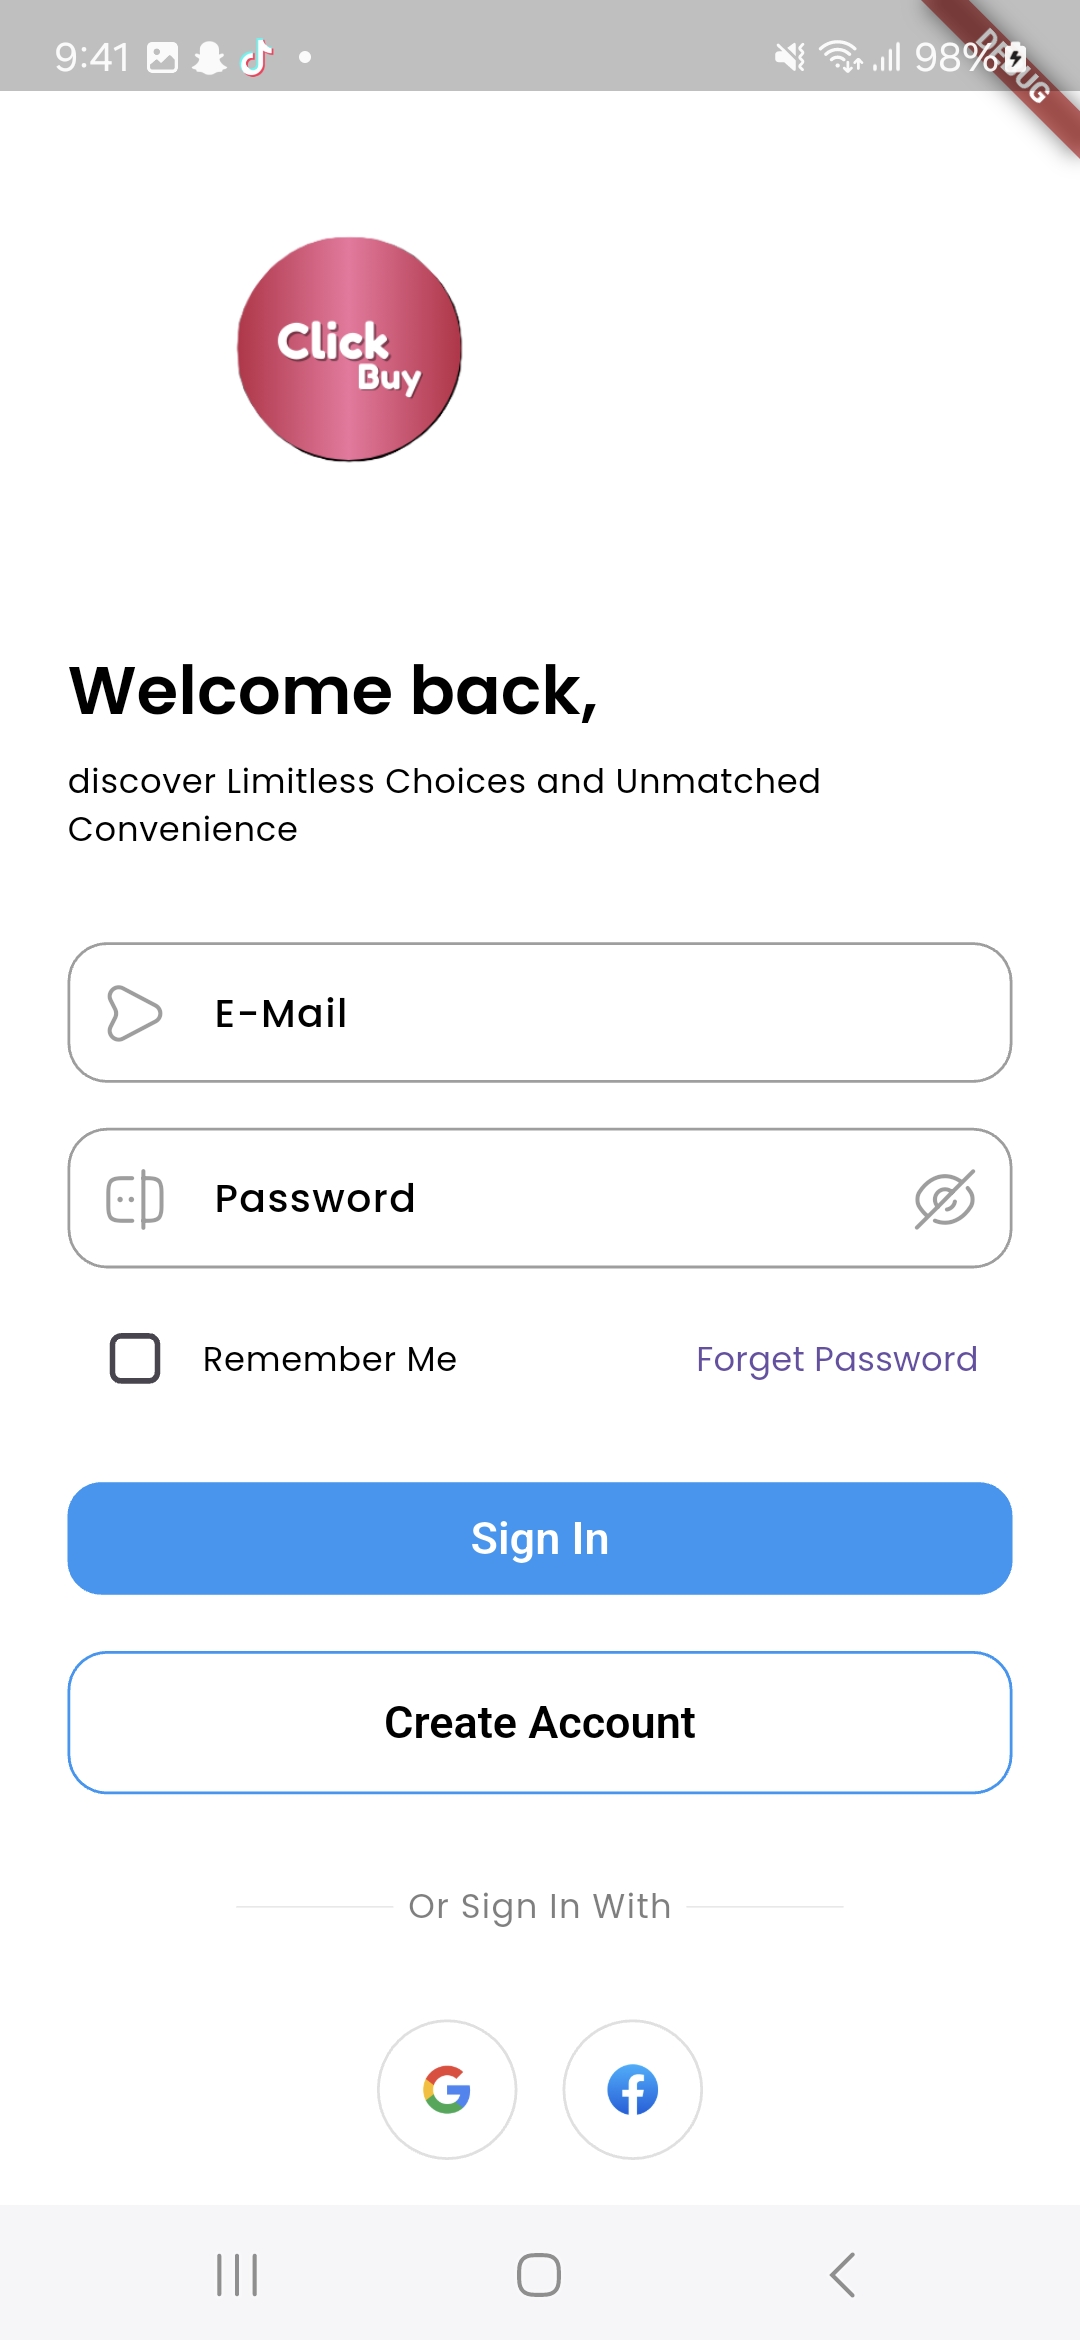 9:41
98%
DEBUG
Click
Buy
Welcome back,
discover Limitless Choices and Unmatched
Convenience
E-Mail
Password
Remember Me
Forget Password
Sign In
Create Account
Or Sign In With